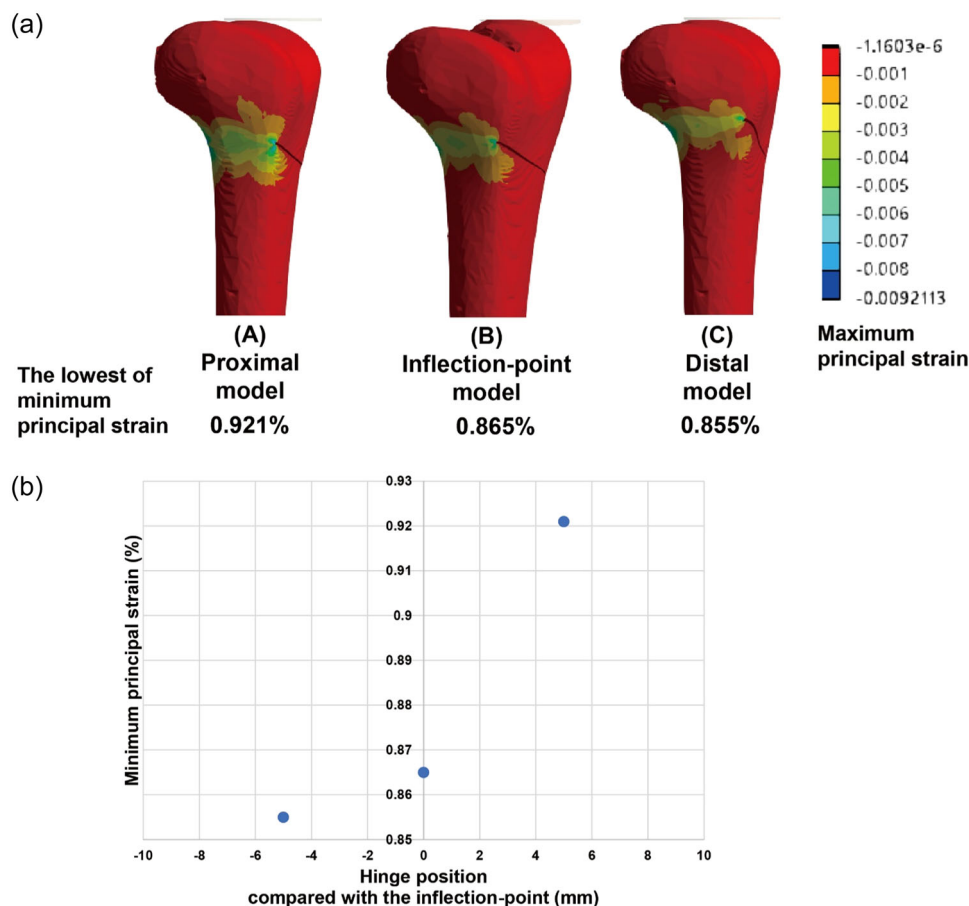 (a)
-1.1603e-6
-0.001
-0.002
-0.003
-0.004
-0.005
-0.006
-0.007
-0.008
-0.0092113
Maximum
principal strain
(A)
Proximal
model
(B)
Inflection-point
model
(C)
Distal
model
The lowest of
minimum
principal strain
0.921%
0.865%
0.855%
(b)
Minimum principal strain (%)
0.93
0.92
0.91
0.9
0.89
0.88
0.87
0.86
0.85
-10 -8 -6 -4 -2 0 2 4 6 8 10
Hinge position
compared with the inflection-point (mm)